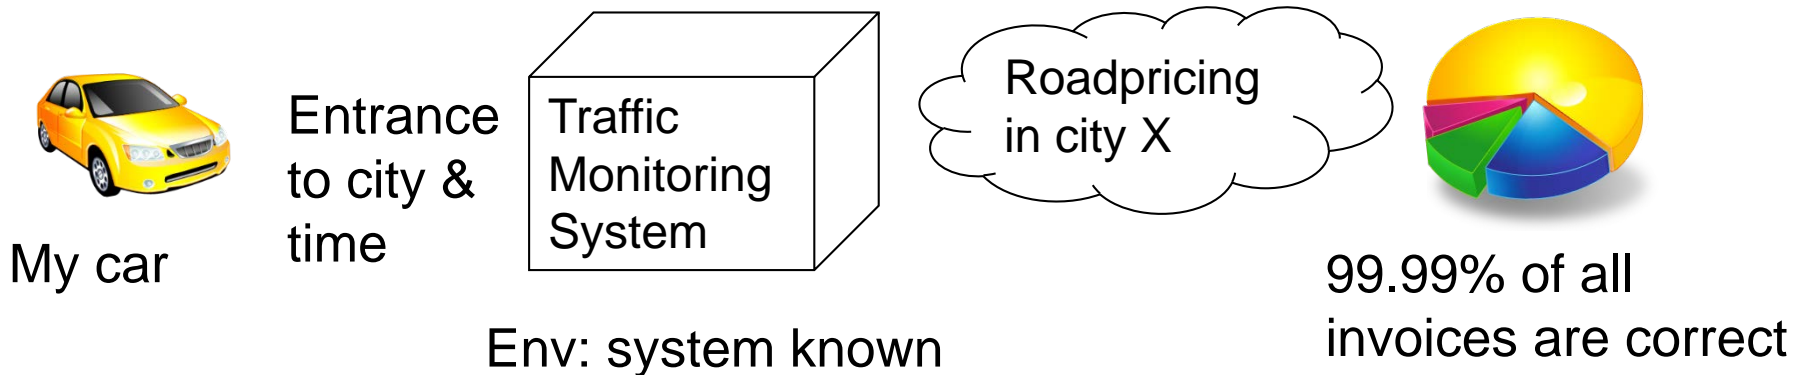 My car
Entrance
to city &
time
Traffic
Monitoring
System
Env: system known
Roadpricing
in city X
99.99% of all
invoices are correct